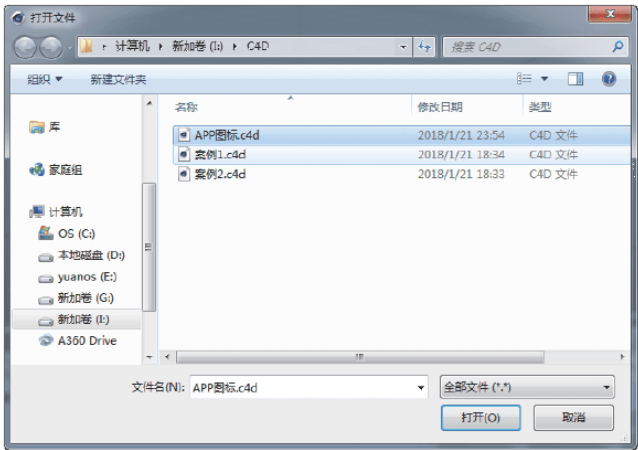 打开文件
计算机 新加卷 (I:) C4D
搜索 C4D
组织 新建文件夹
名称 修改日期 类型
库
家庭组
计算机
OS (C:)
本地磁盘 (D:)
yuanos (E:)
新加卷 (G:)
新加卷 (I:)
A360 Drive
APP图标.c4d 2018/1/21 23:54 C4D 文件
案例1.c4d 2018/1/21 18:34 C4D 文件
案例2.c4d 2018/1/21 18:33 C4D 文件
文件名(N): APP图标.c4d 全部文件 (*.*)
打开(O) 取消